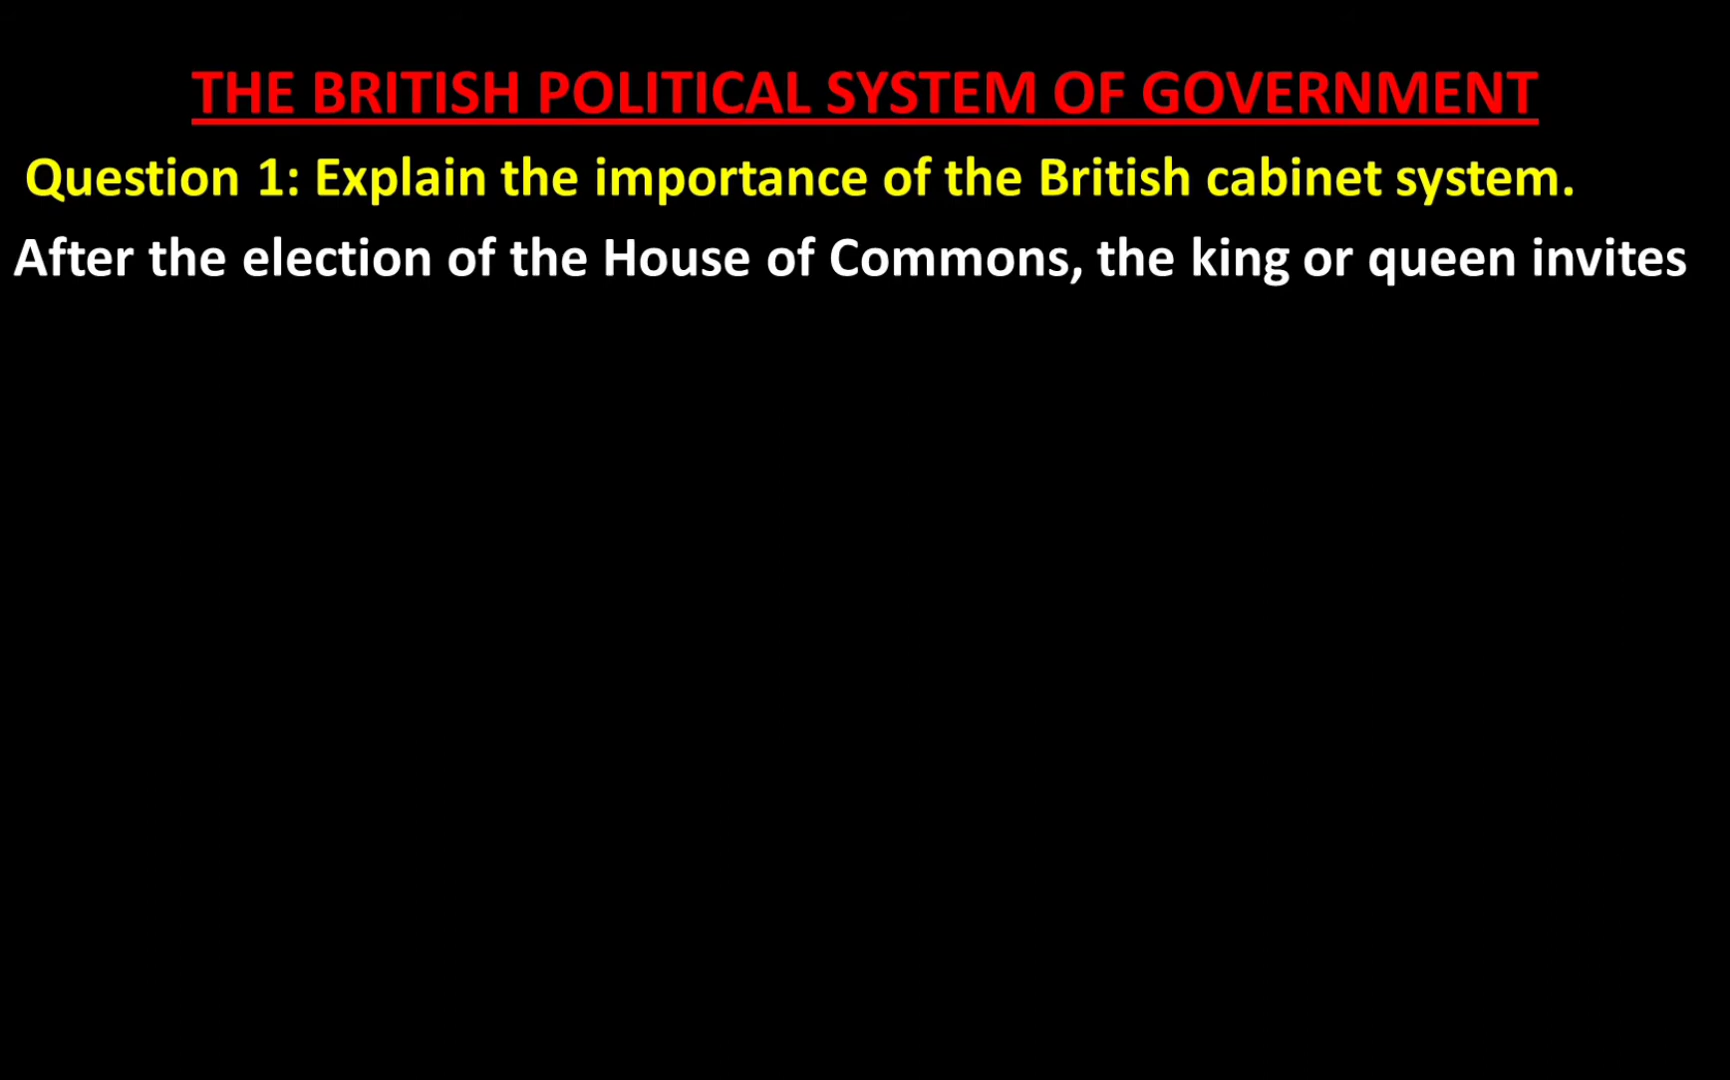 THE BRITISH POLITICAL SYSTEM OF GOVERNMENT
Question 1: Explain the importance of the British cabinet system.
After the election of the House of Commons, the king or queen invites